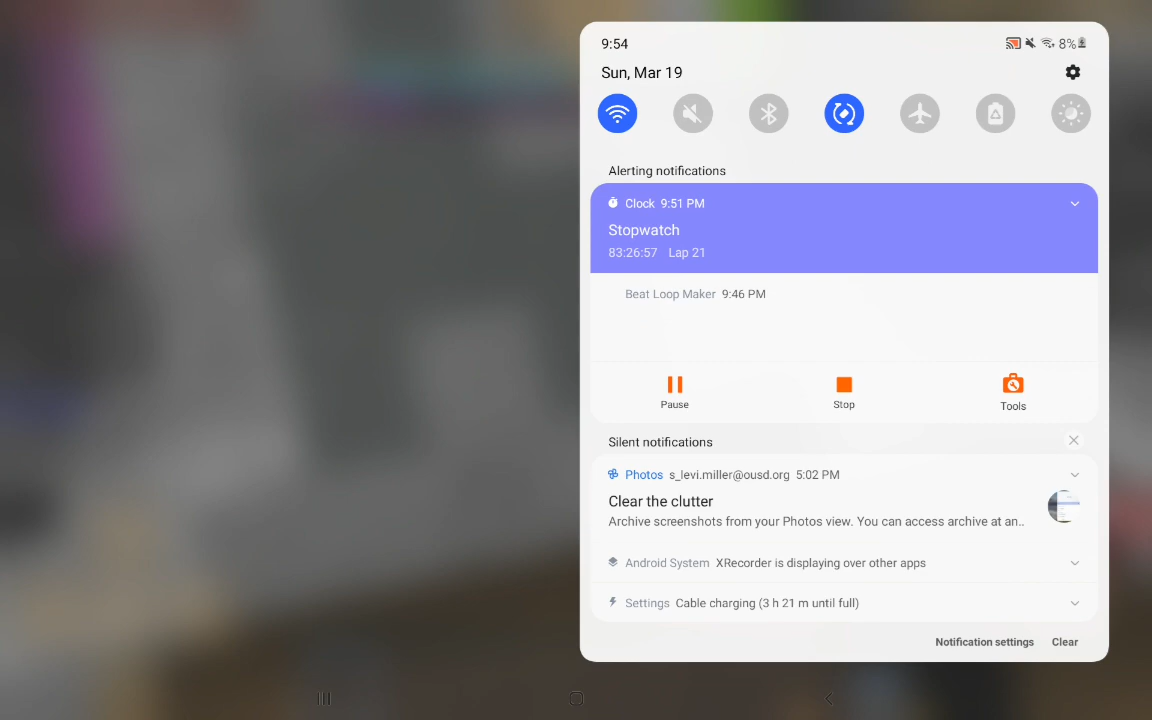 9:54
8%
Sun, Mar 19
Alerting notifications
Clock 9:51 PM
Stopwatch
83:26:57 Lap 21
Beat Loop Maker 9:46 PM
Pause
Stop
Tools
Silent notifications
Photos s_levi.miller@ousd.org 5:02 PM
Clear the clutter
Archive screenshots from your Photos view. You can access archive at an..
Android System XRecorder is displaying over other apps
Settings Cable charging (3 h 21 m until full)
Notification settings Clear